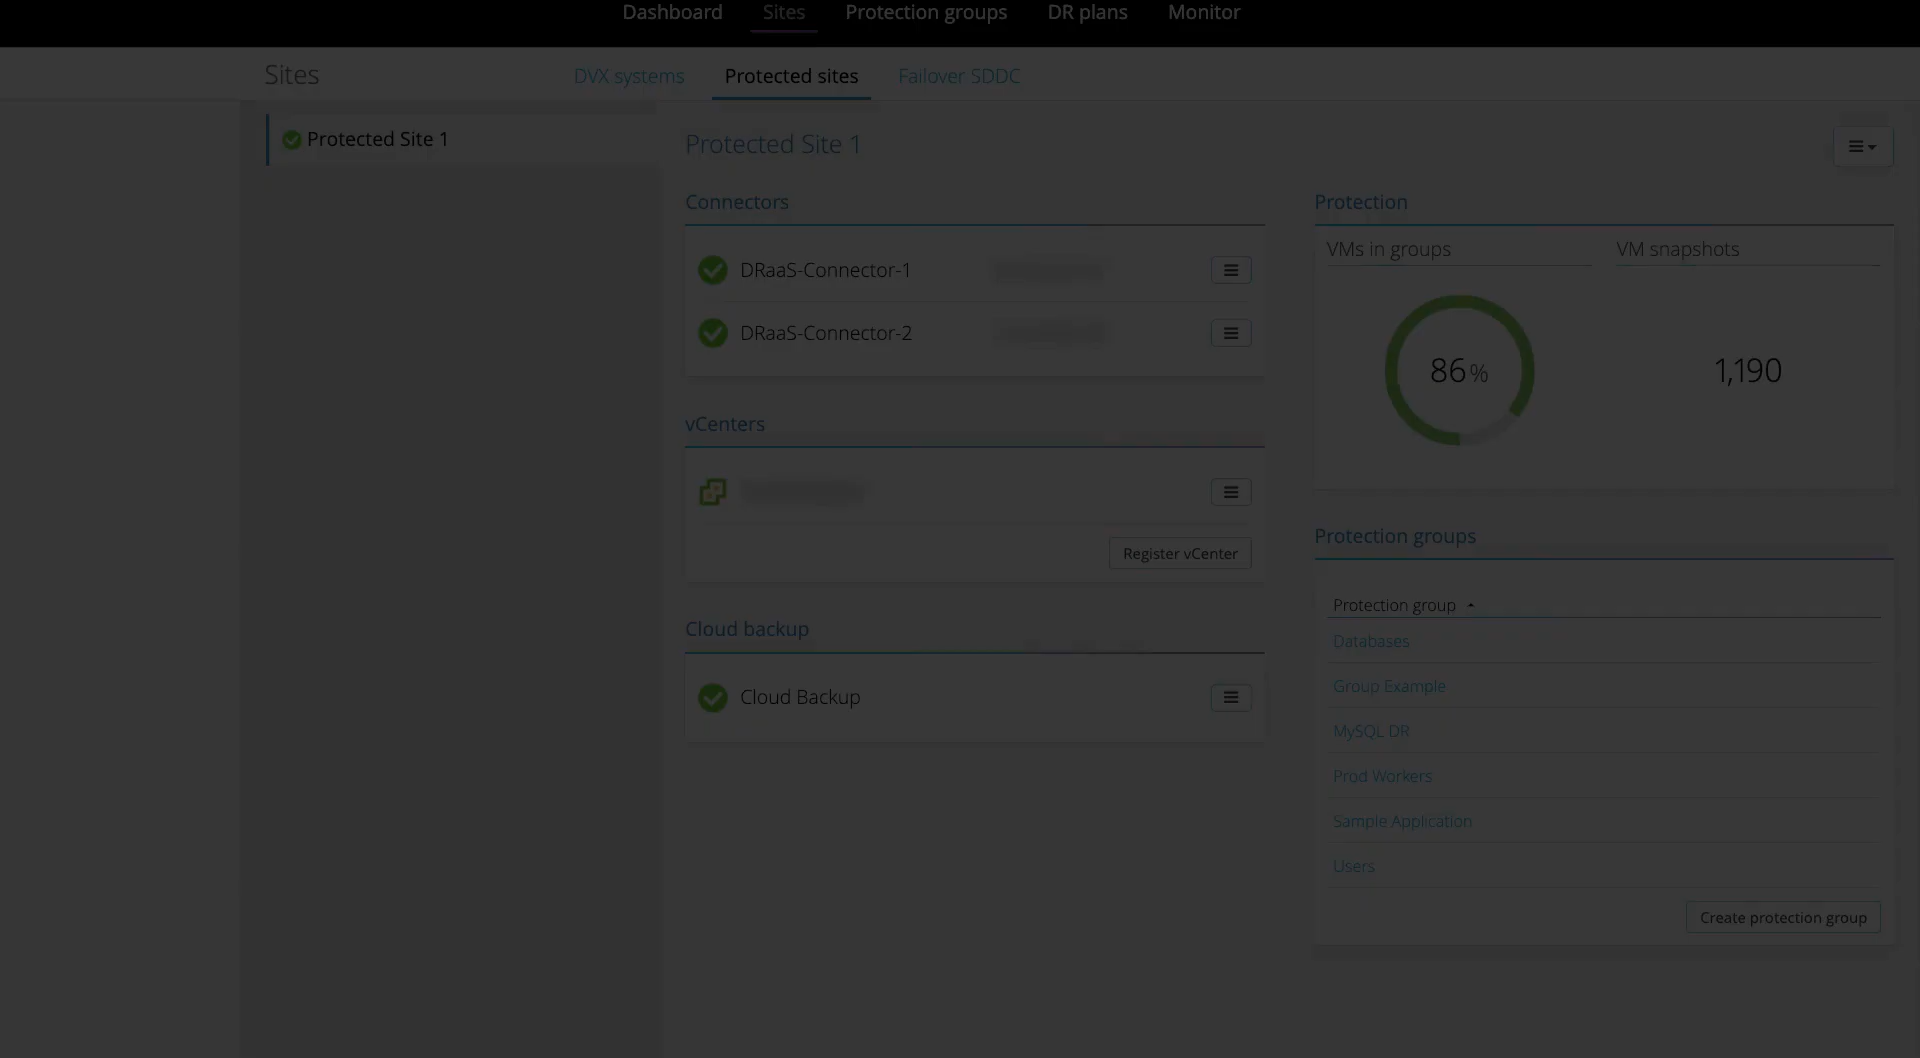 Dashboard Sites Protection groups DR plans Monitor
Sites DVX systems Protected sites Failover SDDC
Protected Site 1
Protected Site 1
Connectors
DRaaS-Connector-1
DRaaS-Connector-2
vCenters
Register vCenter
Cloud backup
Cloud Backup
Protection
VMs in groups VM snapshots
86% 1,190
Protection groups
Protection group
Databases
Group Example
MySQL DR
Prod Workers
Sample Application
Users
Create protection group